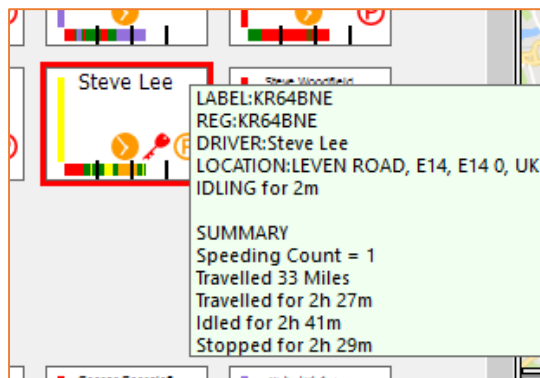 P
Steve Lee
Steve Woodfield
P
LABEL:KR64BNE
REG:KR64BNE
DRIVER:Steve Lee
LOCATION:LEVEN ROAD, E14, E14 0, UK
IDLING for 2m
SUMMARY
Speeding Count = 1
Travelled 33 Miles
Travelled for 2h 27m
Idled for 2h 41m
Stopped for 2h 29m